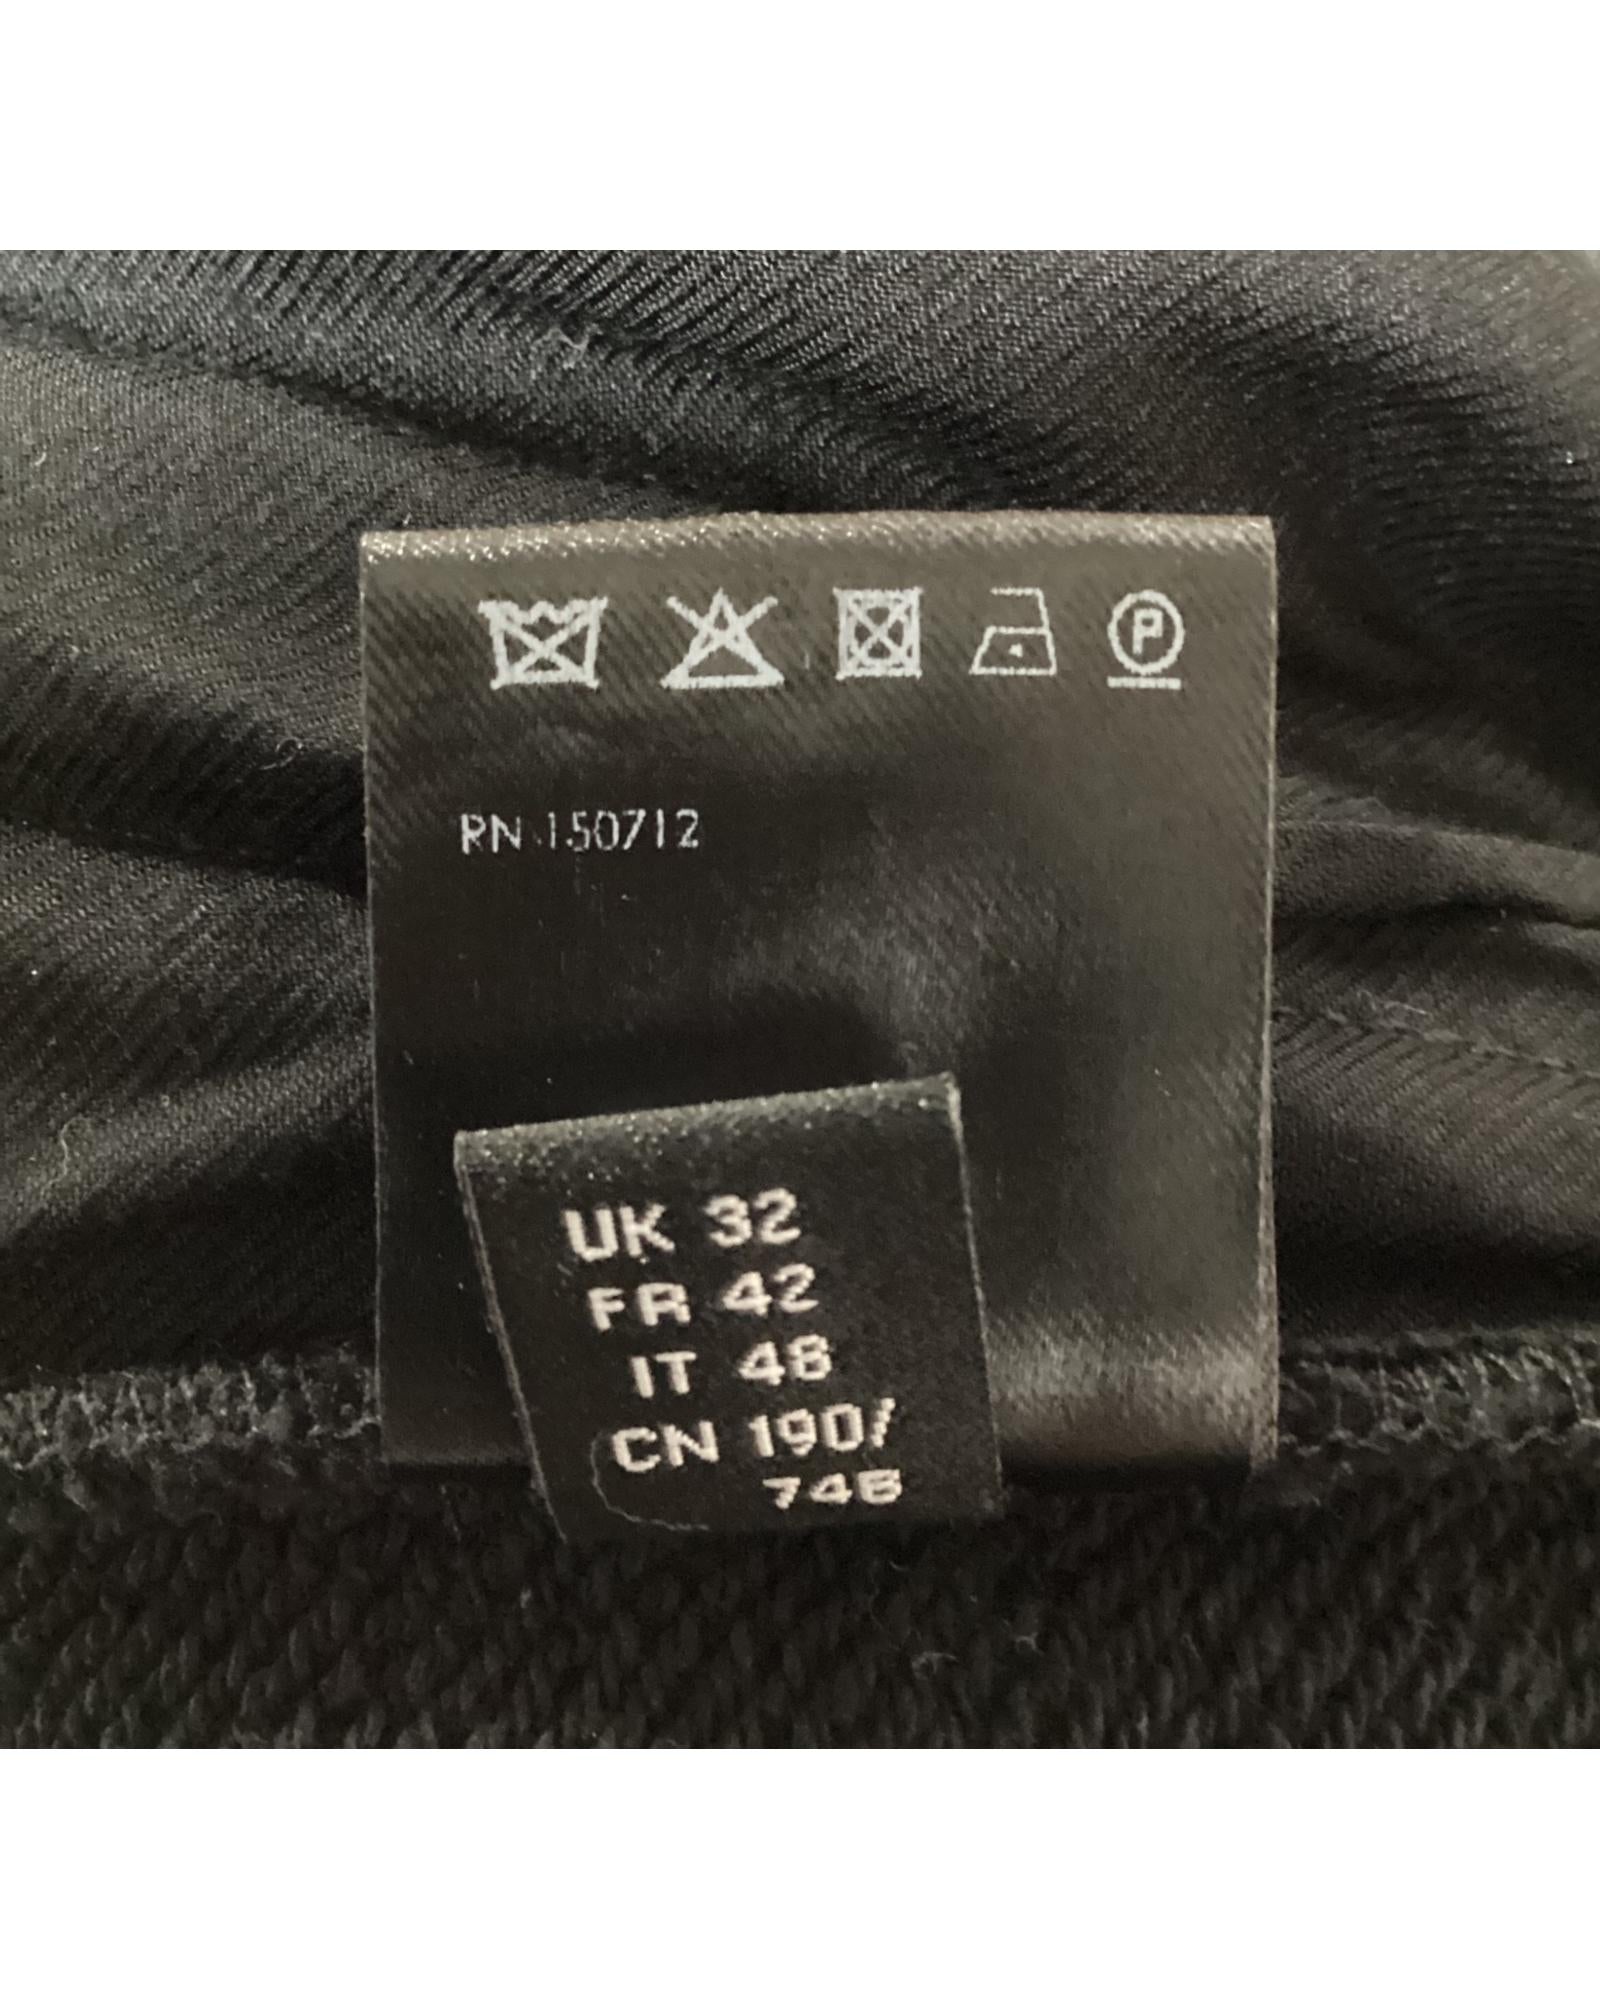 P
RN 150712
UK 32
FR 42
IT 48
CN 190/
74B